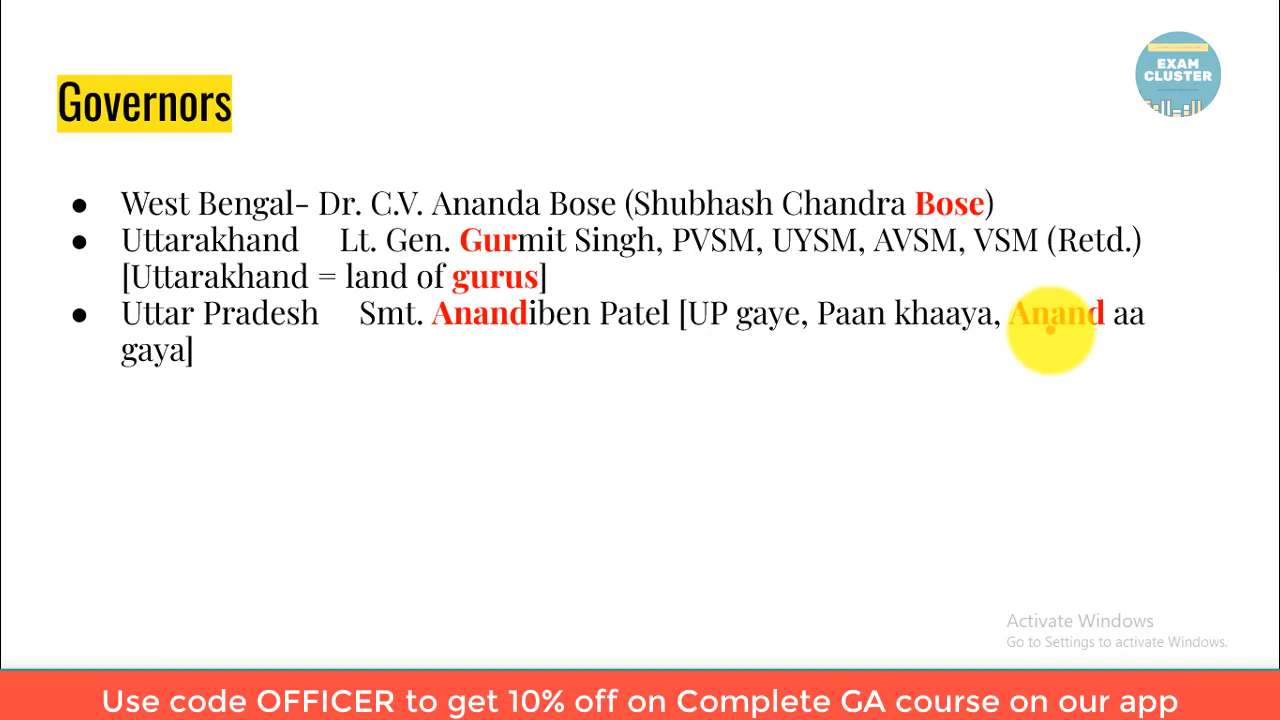 Governors
EXAM
CLUSTER
● West Bengal- Dr. C.V. Ananda Bose (Shubhash Chandra Bose)
● Uttarakhand Lt. Gen. Gurmit Singh, PVSM, UYSM, AVSM, VSM (Retd.)
[Uttarakhand = land of gurus]
● Uttar Pradesh Smt. Anandiben Patel [UP gaye, Paan khaaya, Anand aa
gaya]
Activate Windows
Go to Settings to activate Windows.
Use code OFFICER to get 10% off on Complete GA course on our app